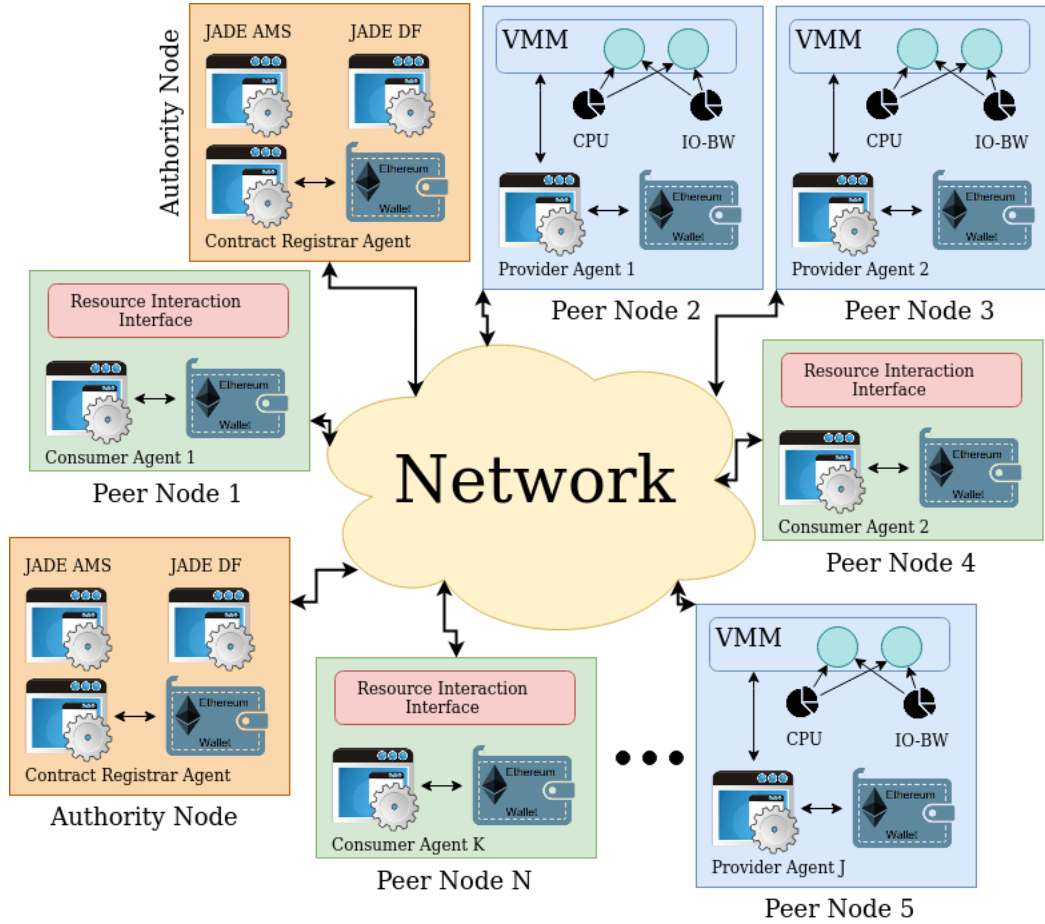 Authority Node
JADE AMS
JADE DF
Ethereum
Wallet
Contract Registrar Agent
VMM
CPU
IO-BW
Ethereum
Wallet
Provider Agent 1
Peer Node 2
VMM
CPU
IO-BW
Ethereum
Wallet
Provider Agent 2
Peer Node 3
Resource Interaction
Interface
Ethereum
Wallet
Consumer Agent 1
Peer Node 1
Network
Resource Interaction
Interface
Ethereum
Wallet
Consumer Agent 2
Peer Node 4
JADE AMS
JADE DF
Ethereum
Wallet
Contract Registrar Agent
Authority Node
Resource Interaction
Interface
Ethereum
Wallet
Consumer Agent K
Peer Node N
VMM
CPU
IO-BW
Ethereum
Wallet
Provider Agent J
Peer Node 5